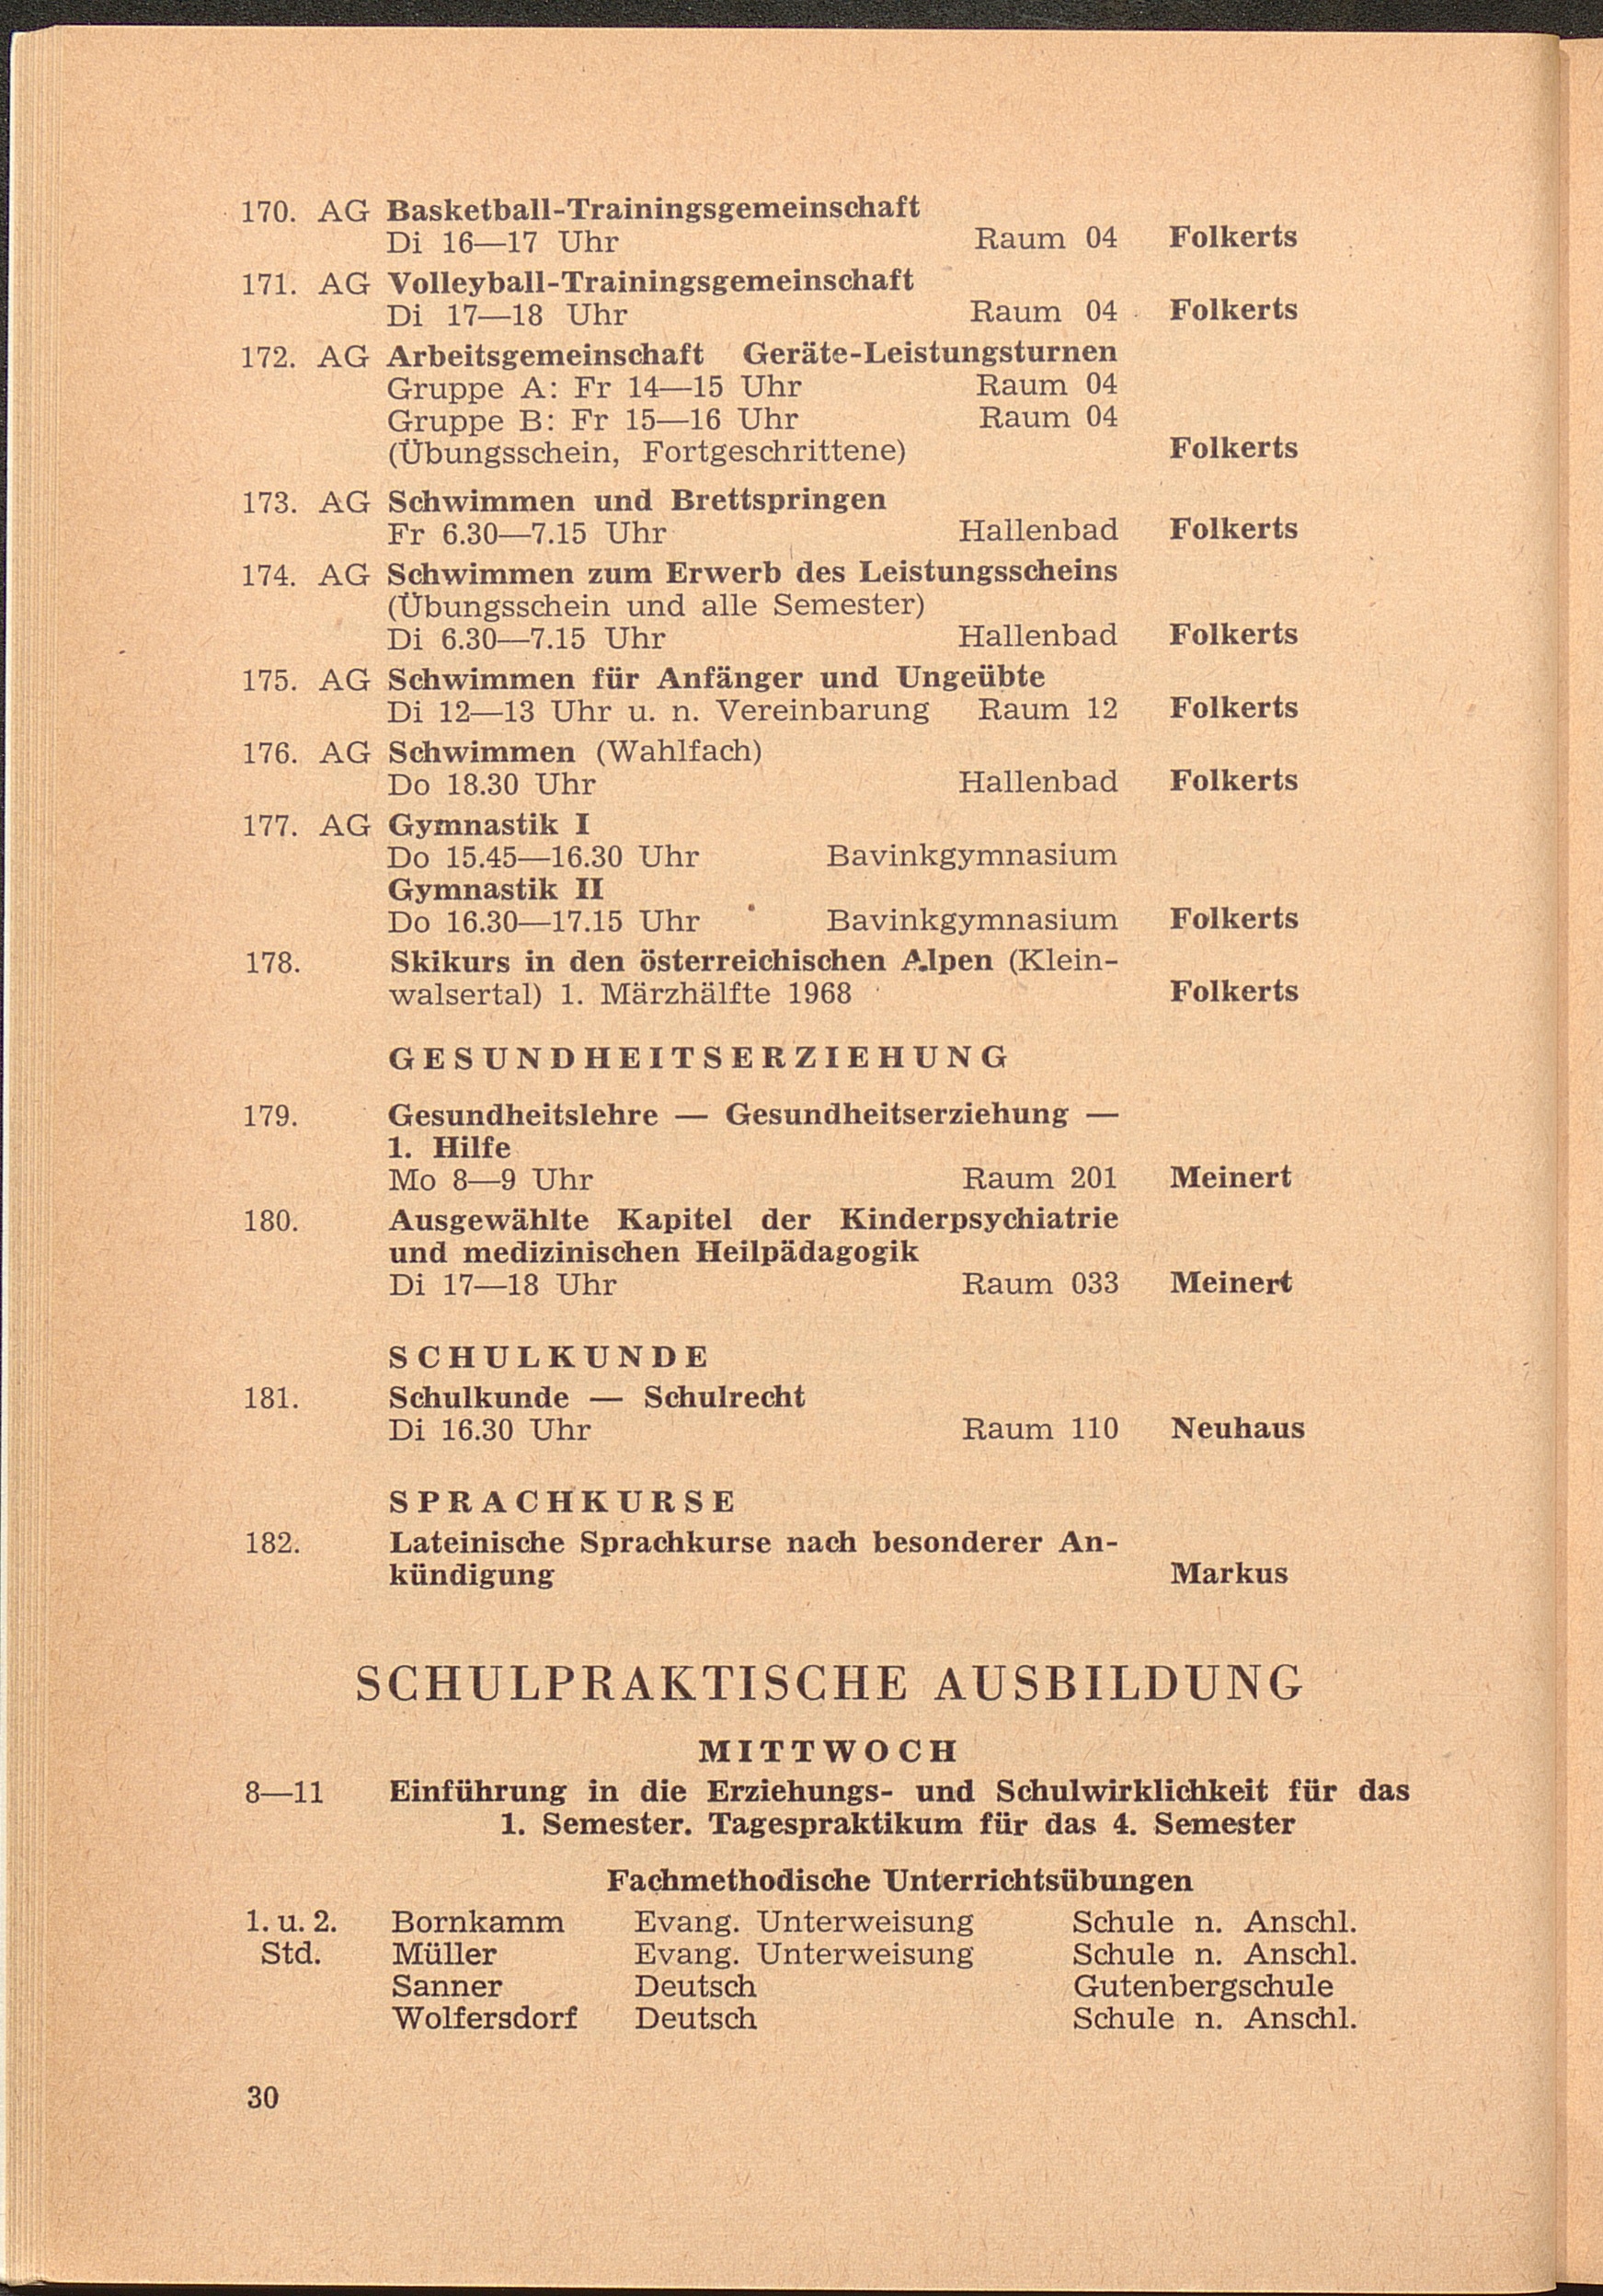 170. AG Basketball-Trainingsgemeinschaft
Di 16—17 Uhr Raum 04 Folkerts
171. AG Volleyball-Trainingsgemeinschaft
Di 17—18 Uhr Raum 04 Folkerts
172. AG Arbeitsgemeinschaft Geräte-Leistungsturnen
Gruppe A: Fr 14—15 Uhr Raum 04
Gruppe B: Fr 15—16 Uhr Raum 04
(Übungsschein, Fortgeschrittene) Folkerts
173. AG Schwimmen und Brettspringen
Fr 6.30—7.15 Uhr Hallenbad Folkerts
174. AG Schwimmen zum Erwerb des Leistungsscheins
(Übungsschein und alle Semester)
Di 6.30—7.15 Uhr Hallenbad Folkerts
175. AG Schwimmen für Anfänger und Ungeübte
Di 12—13 Uhr u. n. Vereinbarung Raum 12 Folkerts
176. AG Schwimmen (Wahlfach)
Do 18.30 Uhr Hallenbad Folkerts
177. AG Gymnastik I
Do 15.45—16.30 Uhr Bavinkgymnasium
Gymnastik II
Do 16.30—17.15 Uhr Bavinkgymnasium Folkerts
178. Skikurs in den österreichischen Alpen (Klein-
walsertal) 1. Märzhälfte 1968 Folkerts
GESUNDHEITSERZIEHUNG
179. Gesundheitslehre — Gesundheitserziehung —
1. Hilfe
Mo 8—9 Uhr Raum 201 Meinert
180. Ausgewählte Kapitel der Kinderpsychiatrie
und medizinischen Heilpädagogik
Di 17—18 Uhr Raum 033 Meinert
SCHULKUNDE
181. Schulkunde — Schulrecht
Di 16.30 Uhr Raum 110 Neuhaus
SPRACHKURSE
182. Lateinische Sprachkurse nach besonderer An-
kündigung Markus
SCHULPRAKTISCHE AUSBILDUNG
MITTWOCH
8—11 Einführung in die Erziehungs- und Schulwirklichkeit für das
1. Semester. Tagespraktikum für das 4. Semester
Fachmethodische Unterrichtsübungen
1. u. 2. Bornkamm Evang. Unterweisung Schule n. Anschl.
Std. Müller Evang. Unterweisung Schule n. Anschl.
Sanner Deutsch Gutenbergschule
Wolfersdorf Deutsch Schule n. Anschl.
30